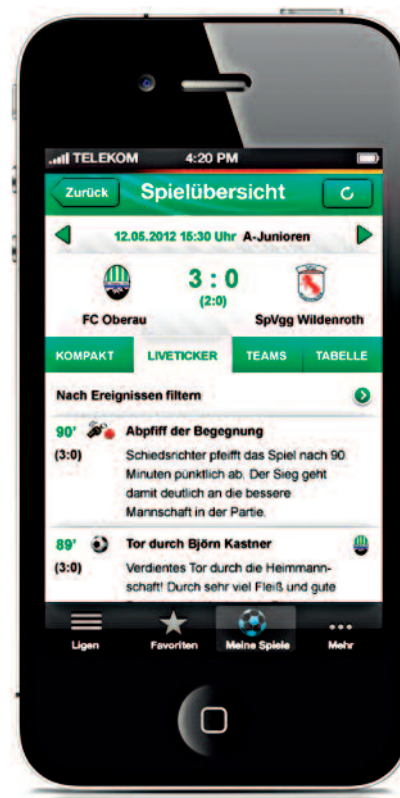 TELEKOM 4:20 PM
Zurück Spielübersicht
12.05.2012 15:30 Uhr A-Junioren
3 : 0
(2:0)
FC Oberau SpVgg Wildenroth
KOMPAKT LIVETICKER TEAMS TABELLE
Nach Ereignissen filtern
90' Abpfiff der Begegnung
(3:0) Schiedsrichter pfeifft das Spiel nach 90
Minuten pünktlich ab. Der Sieg geht
damit deutlich an die bessere
Mannschaft in der Partie.
89' Tor durch Björn Kastner
(3:0) Verdientes Tor durch die Heimmann-
schaft! Durch sehr viel Fleiß und gute
Ligen Favoriten Meine Spiele Mehr